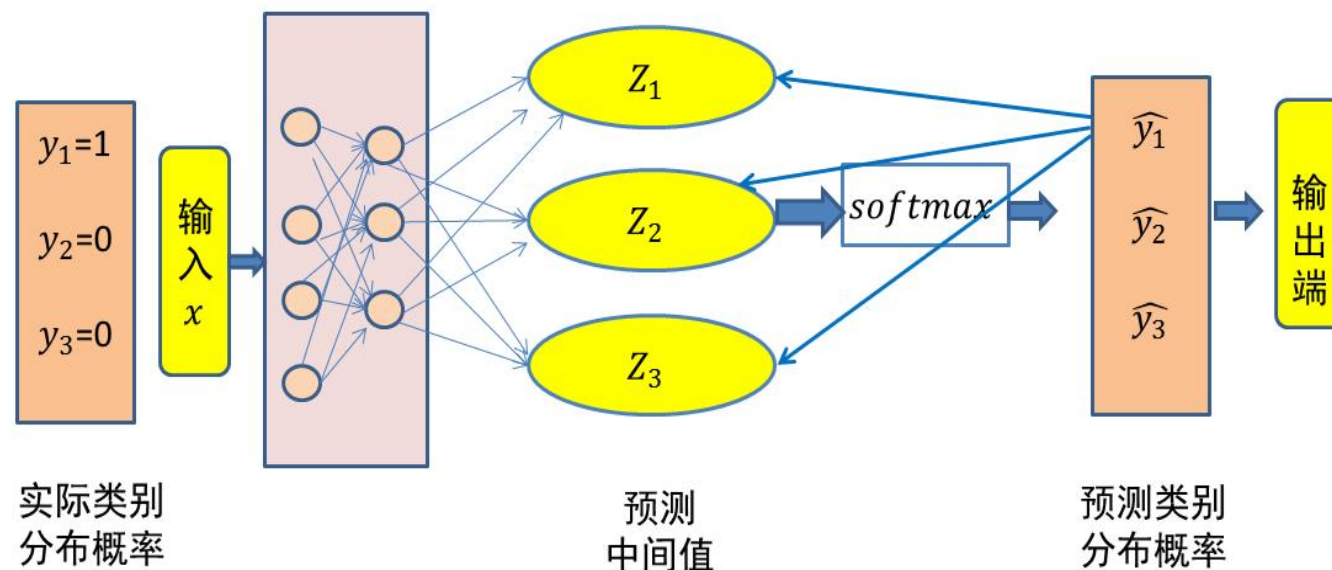 y₁=1
y₂=0
y₃=0
输
入
x
Z₁
Z₂
Z₃
softmax
ŷ₁
ŷ₂
ŷ₃
输
出
端
实际类别
分布概率
预测
中间值
预测类别
分布概率